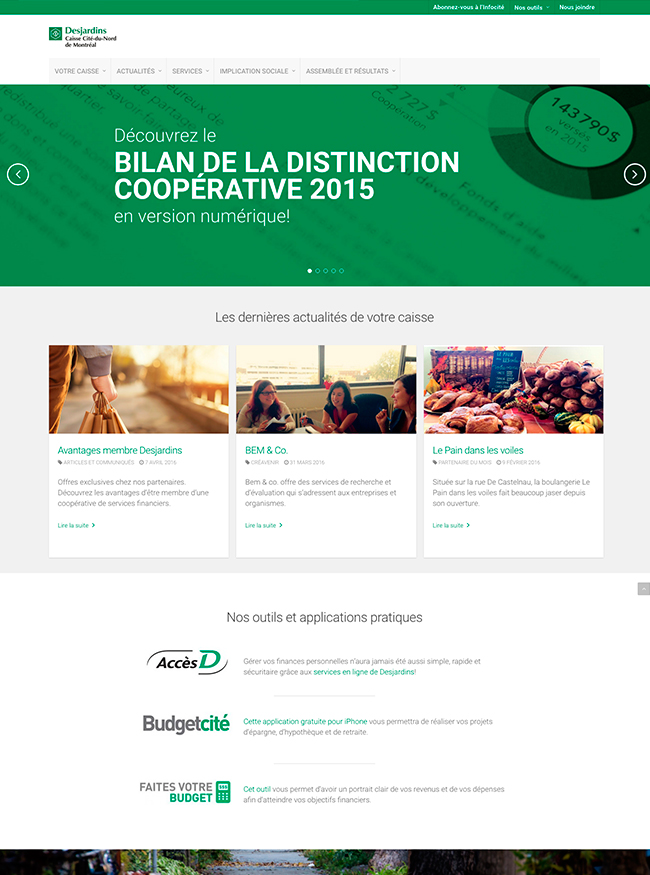 Abonnez-vous à l'Infocité Nos outils Nous joindre
Desjardins
Caisse Cité-du-Nord
de Montréal
VOTRE CAISSE ACTUALITÉS SERVICES IMPLICATION SOCIALE ASSEMBLÉE ET RÉSULTATS
Découvrez le
BILAN DE LA DISTINCTION
COOPÉRATIVE 2015
en version numérique!
143 790 $
versés
en 2015
2 727 $
Coopération
Fonds d'aide
développement du milieu
Les dernières actualités de votre caisse
Avantages membre Desjardins
ARTICLES ET COMMUNIQUÉS 7 AVRIL 2016
Offres exclusives chez nos partenaires.
Découvrez les avantages d'être membre d'une
coopérative de services financiers.
Lire la suite
BEM & Co.
CRÉAVENIR 31 MARS 2016
Bem & co. offre des services de recherche et
d'évaluation qui s'adressent aux entreprises et
organismes.
Lire la suite
Le Pain dans les voiles
PARTENAIRE DU MOIS 9 FÉVRIER 2016
Située sur la rue De Castelnau, la boulangerie Le
Pain dans les voiles fait beaucoup jaser depuis
son ouverture.
Lire la suite
Nos outils et applications pratiques
AccèsD
Gérer vos finances personnelles n'aura jamais été aussi simple, rapide et
sécuritaire grâce aux services en ligne de Desjardins!
Budgetcité
Cette application gratuite pour iPhone vous permettra de réaliser vos projets
d'épargne, d'hypothèque et de retraite.
FAITES VOTRE
BUDGET
Cet outil vous permet d'avoir un portrait clair de vos revenus et de vos dépenses
afin d'atteindre vos objectifs financiers.